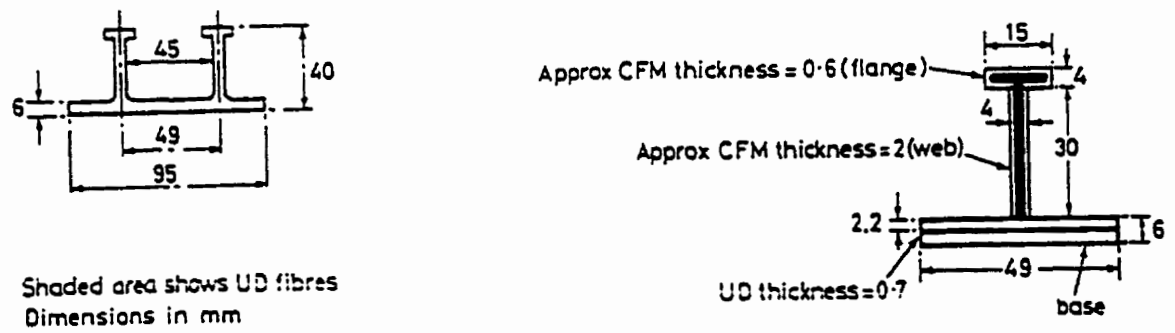 45
40
6
49
95
Shaded area shows UD fibres
Dimensions in mm
15
Approx CFM thickness = 0·6 (flange)
4
4
Approx CFM thickness = 2 (web)
30
2.2
6
49
UD thickness = 0·7
base